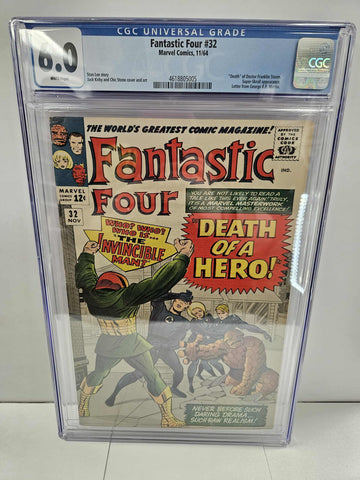 CGC UNIVERSAL GRADE
6.0
WHITE Pages
Fantastic Four #32
Marvel Comics, 11/64
Stan Lee story
Jack Kirby and Chic Stone cover and art
4618805005
"Death" of Doctor Franklin Storm
Super-Skrull appearance
Letter from George R.R. Martin
CGC
THE WORLD'S GREATEST COMIC MAGAZINE!
APPROVED BY THE COMICS CODE AUTHORITY
Fantastic
Four
IND.
MARVEL
COMICS GROUP
12¢
32
NOV
YOU ARE NOT LIKELY TO READ A
TALE LIKE THIS EVER AGAIN! TRULY,
IT'S A MARVEL MASTERWORK
OF MOST COMPELLING EXCELLENCE!
WHO? WHO?
WHO IS...
THE
INVINCIBLE
MAN?
DEATH
OF A
HERO!
NEVER BEFORE SUCH
DARING DRAMA...
SUCH RAW REALISM!